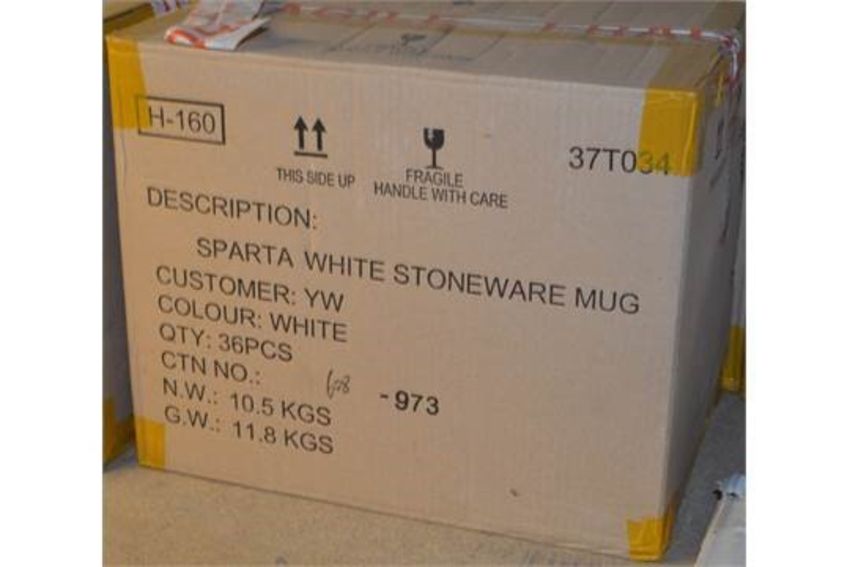 H-160
37T034
THIS SIDE UP
FRAGILE
HANDLE WITH CARE
DESCRIPTION:
SPARTA WHITE STONEWARE MUG
CUSTOMER: YW
COLOUR: WHITE
QTY: 36PCS
CTN NO.: 608 -973
N.W.: 10.5 KGS
G.W.: 11.8 KGS